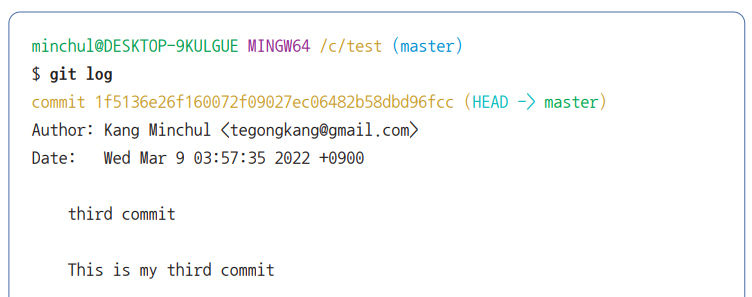 minchul@DESKTOP-9KULGUE MINGW64 /c/test (master)
$ git log
commit 1f5136e26f160072f09027ec06482b58dbd96fcc (HEAD -> master)
Author: Kang Minchul <tegongkang@gmail.com>
Date:   Wed Mar 9 03:57:35 2022 +0900
third commit
This is my third commit